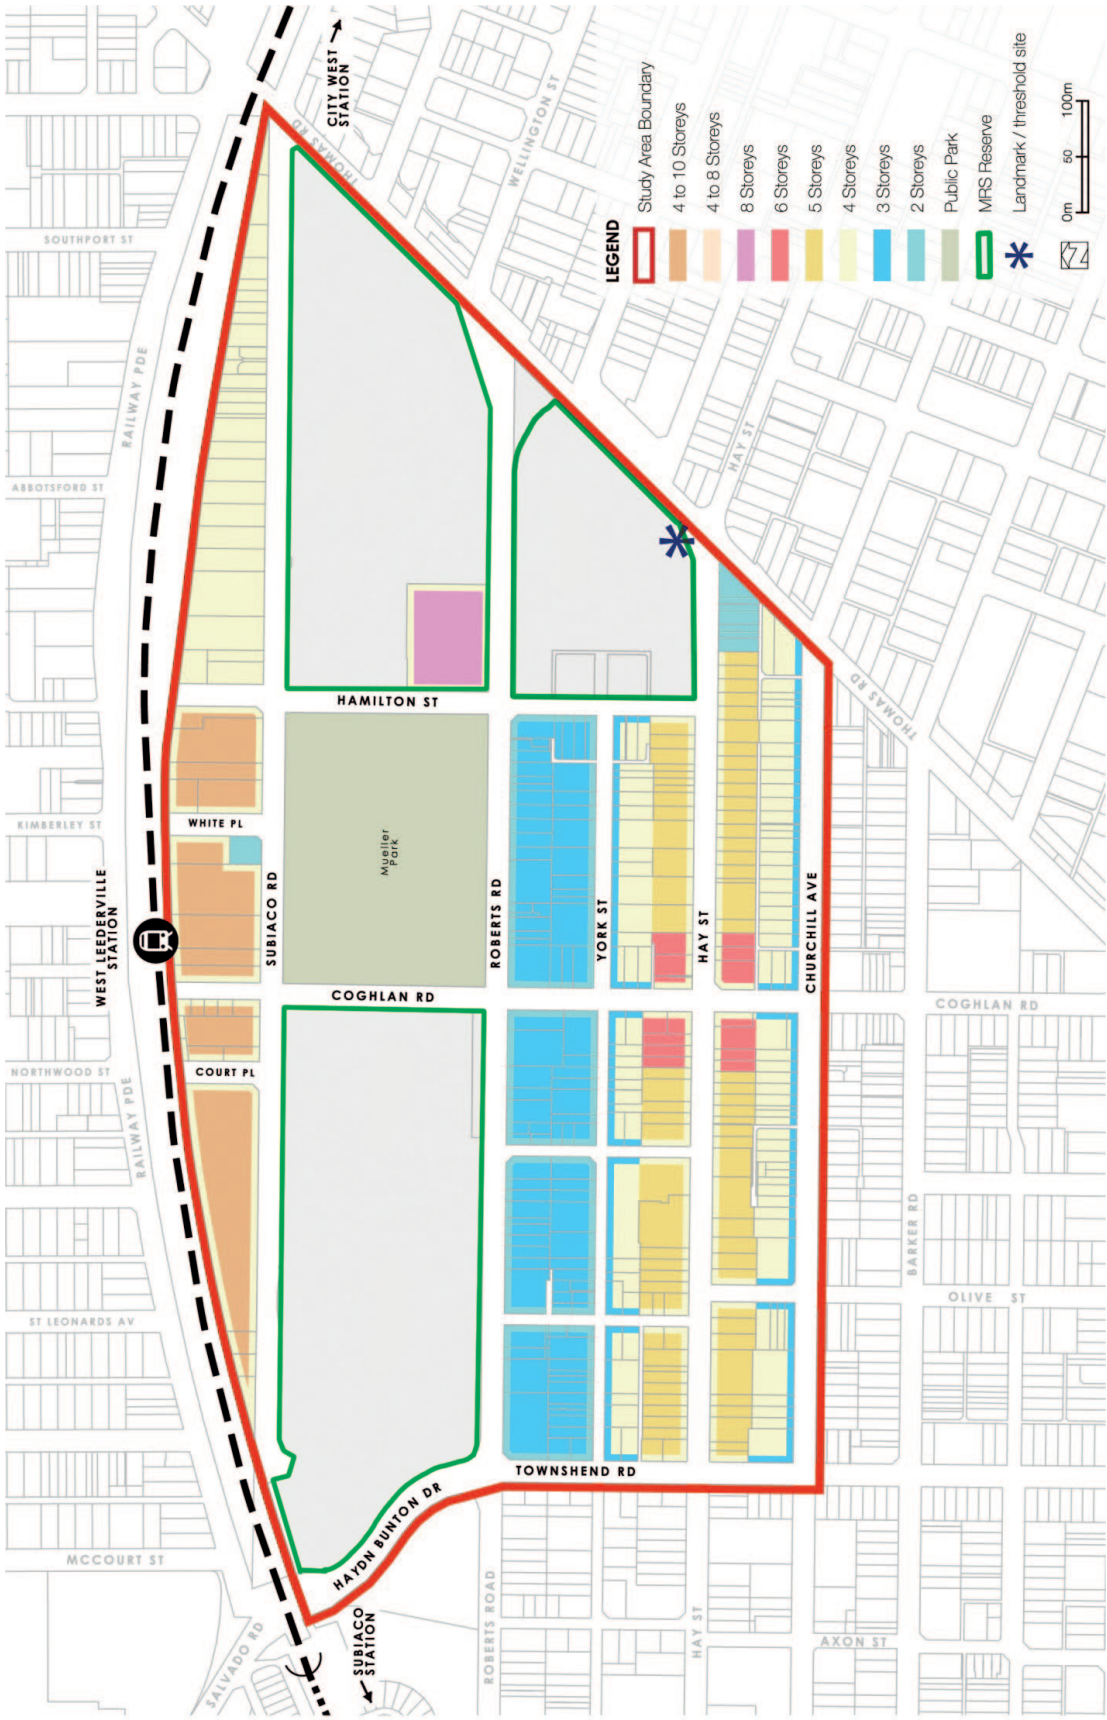 CITY WEST
STATION
THOMAS RD
WELLINGTON ST
SOUTHPORT ST
RAILWAY PDE
ABBOTSFORD ST
HAY ST
LEGEND
Study Area Boundary
4 to 10 Storeys
4 to 8 Storeys
8 Storeys
6 Storeys
5 Storeys
4 Storeys
3 Storeys
2 Storeys
Public Park
MRS Reserve
Landmark / threshold site
0m
50
100m
HAMILTON ST
THOMAS RD
KIMBERLEY ST
WHITE PL
Mueller
Park
WEST LEEDERVILLE
STATION
SUBIACO RD
ROBERTS RD
YORK ST
HAY ST
CHURCHILL AVE
COGHLAN RD
COGHLAN RD
NORTHWOOD ST
COURT PL
RAILWAY PDE
BARKER RD
OLIVE ST
ST LEONARDS AV
TOWNSHEND RD
HAYDN BUNTON DR
MCCOURT ST
SALVADO RD
SUBIACO
STATION
ROBERTS ROAD
HAY ST
AXON ST